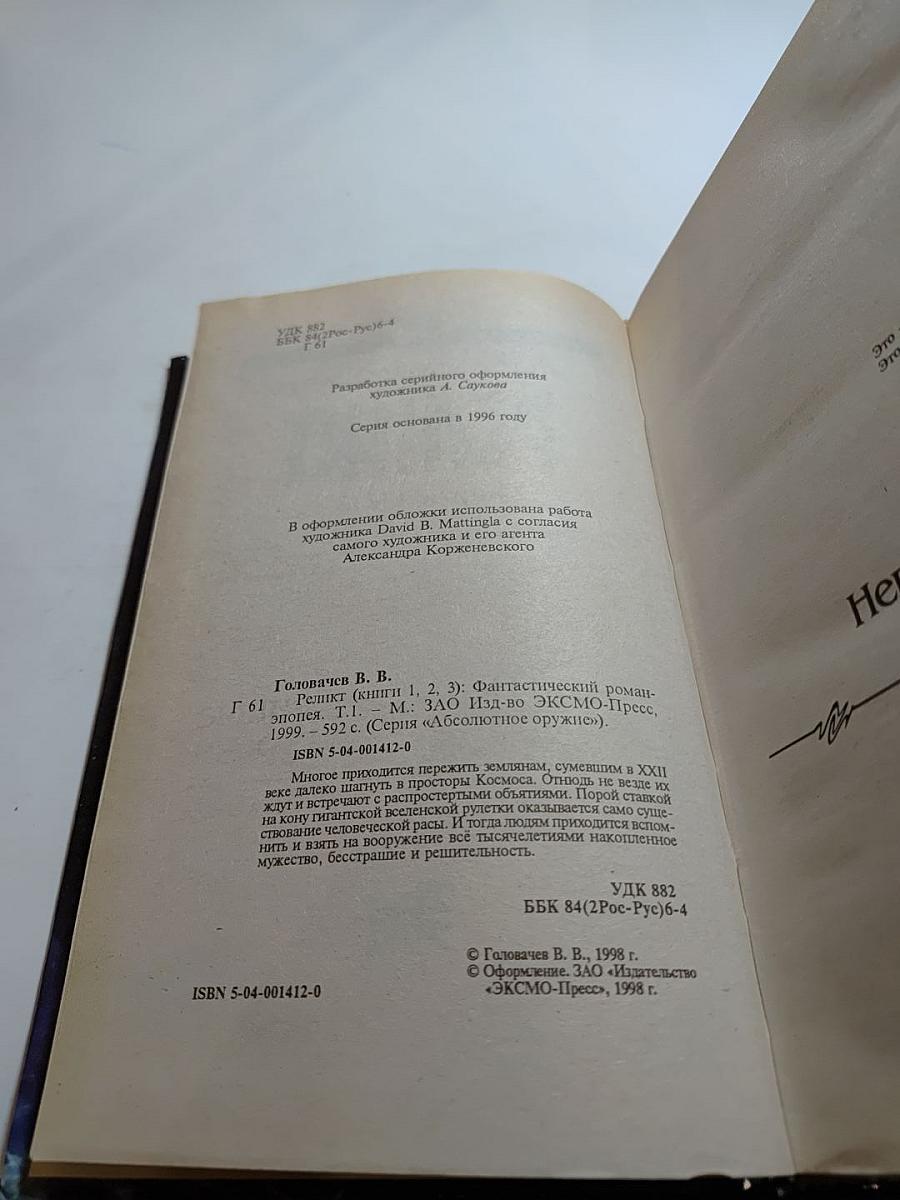 УДК 882
ББК 84(2Рос-Рус)6-4
Г 61
Разработка серийного оформления
художника А. Саукова
Серия основана в 1996 году
В оформлении обложки использована работа
художника David B. Mattingla с согласия
самого художника и его агента
Александра Корженевского
Головачев В. В.
Г 61 Реликт (книги 1, 2, 3): Фантастический роман-
эпопея. Т.1. – М.: ЗАО Изд-во ЭКСМО-Пресс,
1999. – 592 с. (Серия «Абсолютное оружие»).
ISBN 5-04-001412-0
Многое приходится пережить землянам, сумевшим в XXII
веке далеко шагнуть в просторы Космоса. Отнюдь не везде их
ждут и встречают с распростертыми объятиями. Порой ставкой
на кону гигантской вселенской рулетки оказывается само суще-
ствование человеческой расы. И тогда людям приходится вспом-
нить и взять на вооружение всё тысячелетиями накопленное
мужество, бесстрашие и решительность.
УДК 882
ББК 84(2Рос-Рус)6-4
© Головачев В. В., 1998 г.
© Оформление. ЗАО «Издательство
«ЭКСМО-Пресс», 1998 г.
ISBN 5-04-001412-0
Это
Это